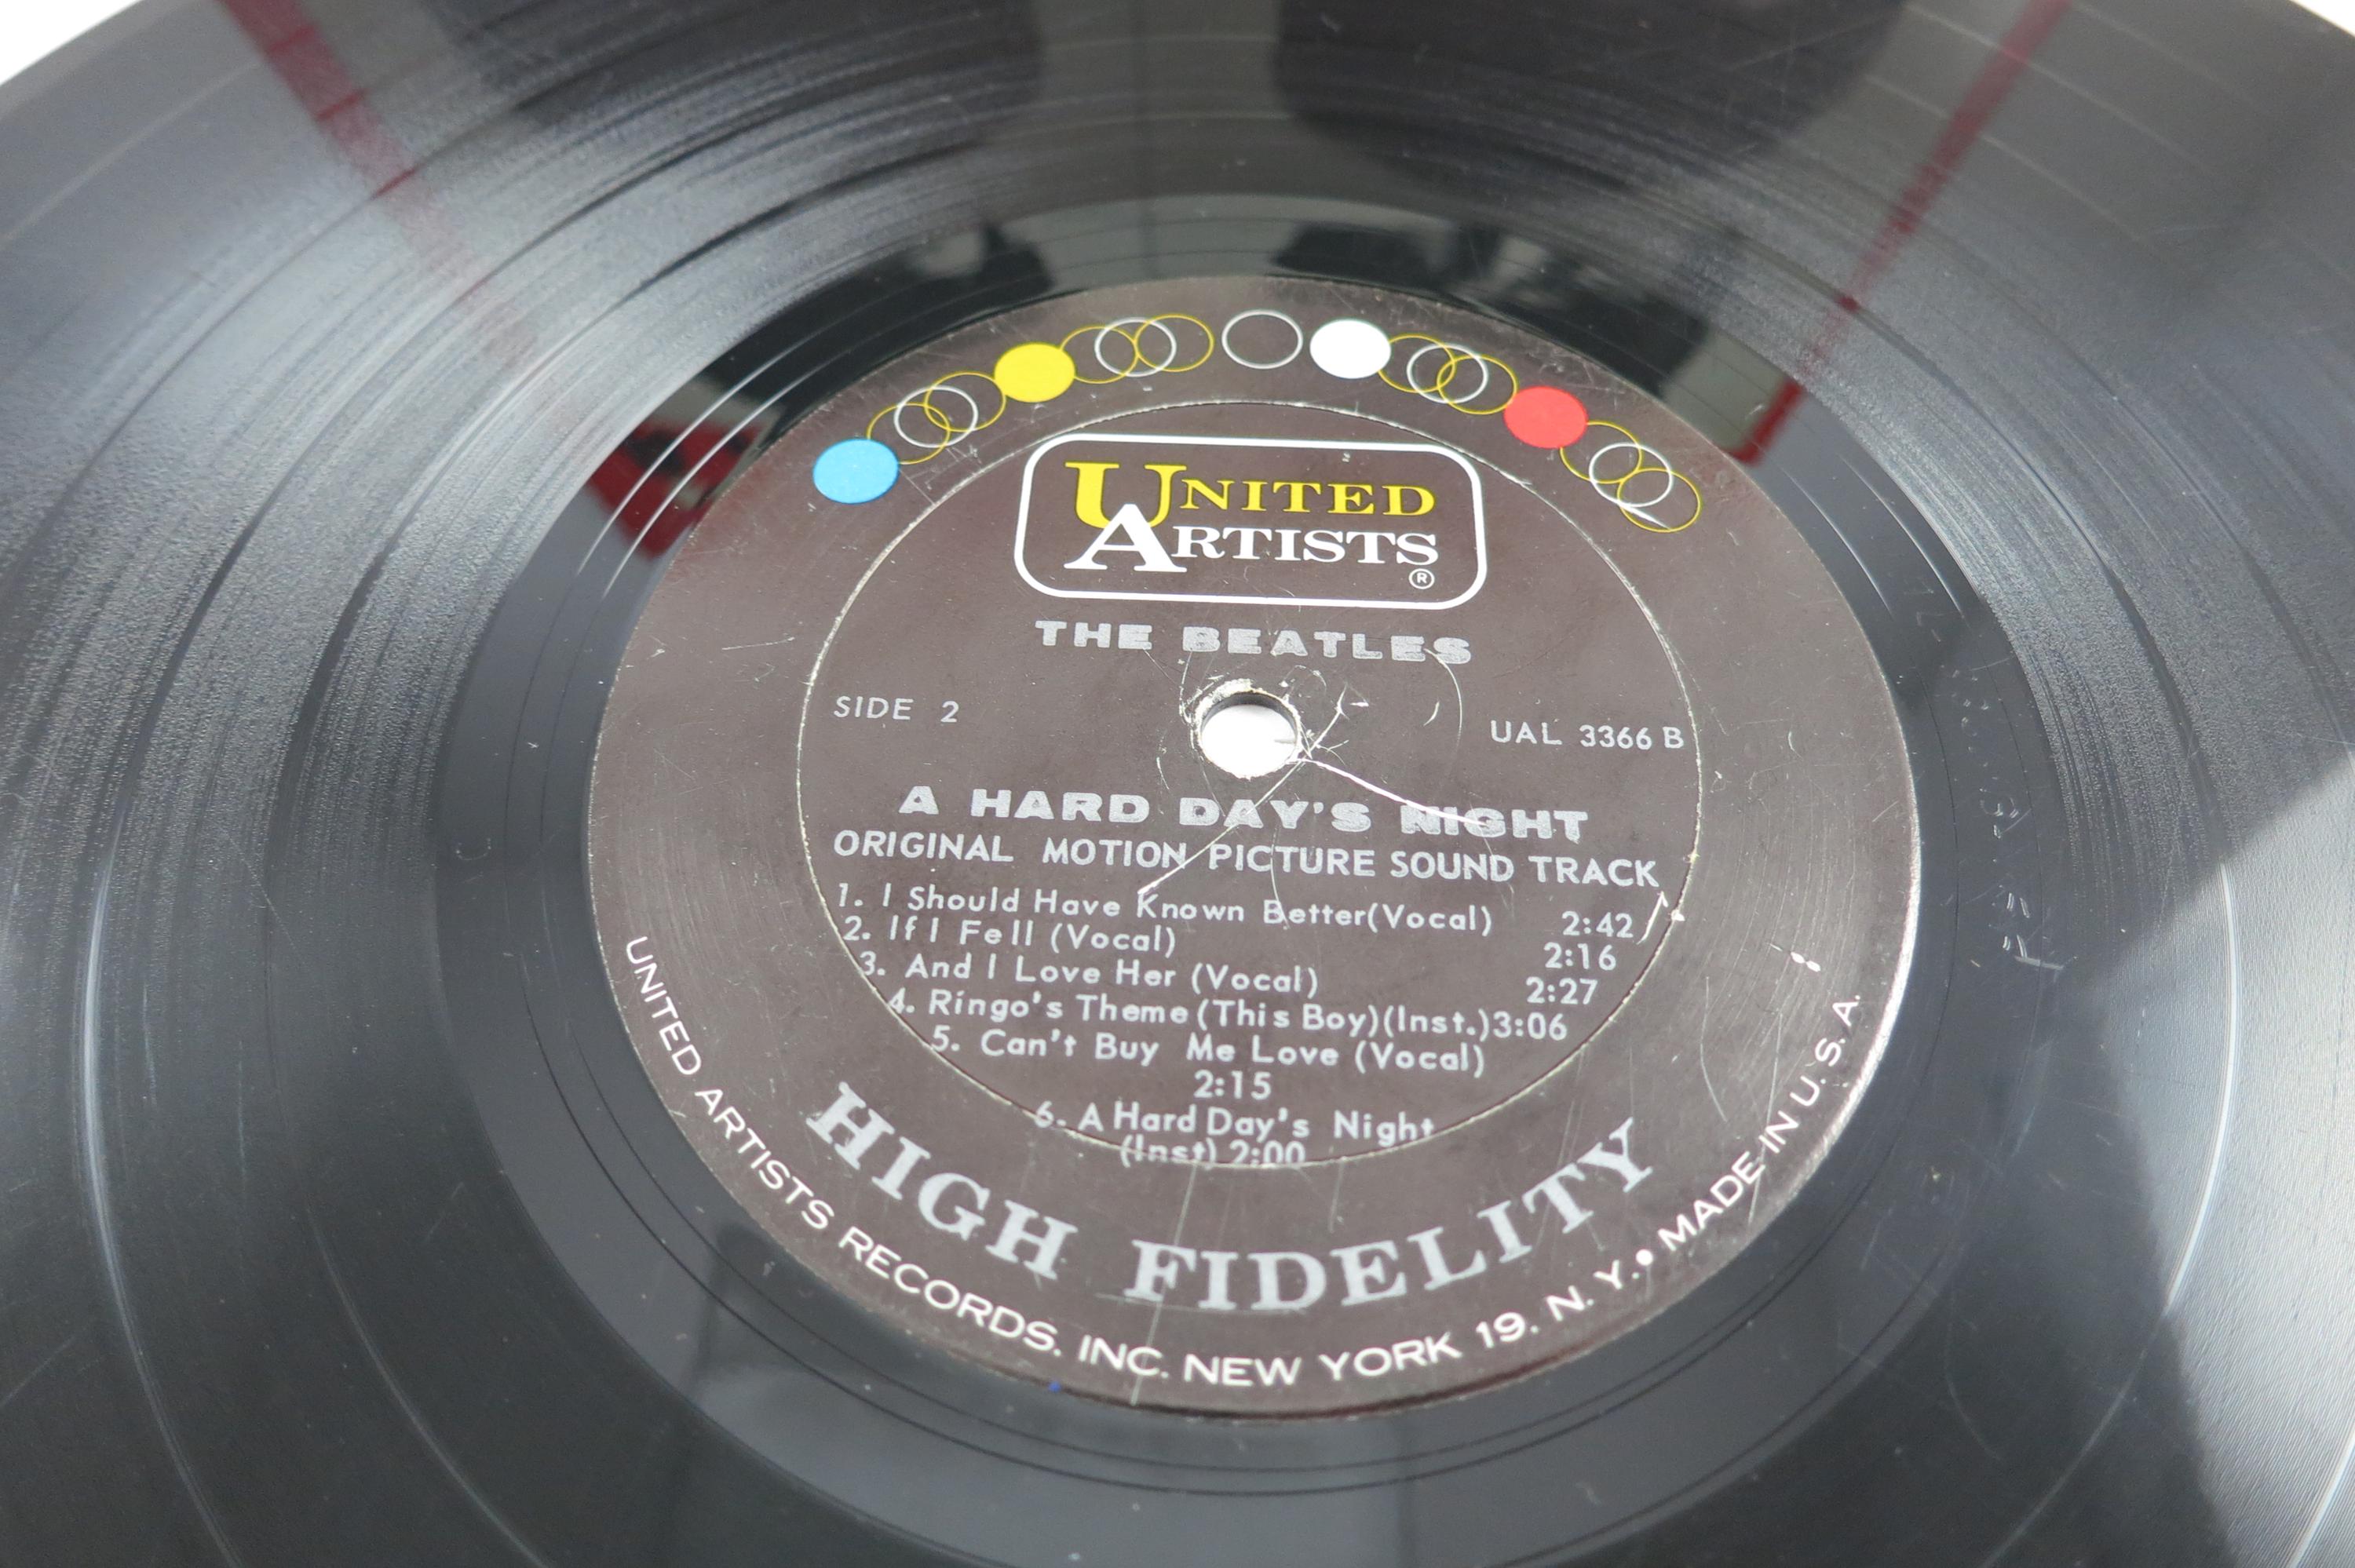 UNITED
ARTISTS
®
THE BEATLES
SIDE 2
UAL 3366 B
A HARD DAY'S NIGHT
ORIGINAL MOTION PICTURE SOUND TRACK
1. I Should Have Known Better(Vocal) 2:42
2. If I Fell (Vocal) 2:16
3. And I Love Her (Vocal) 2:27
4. Ringo's Theme (This Boy)(Inst.) 3:06
5. Can't Buy Me Love (Vocal)
2:15
6. A Hard Day's Night
(Inst) 2:00
HIGH FIDELITY
UNITED ARTISTS RECORDS, INC. NEW YORK 19, N. Y. • MADE IN U. S. A.